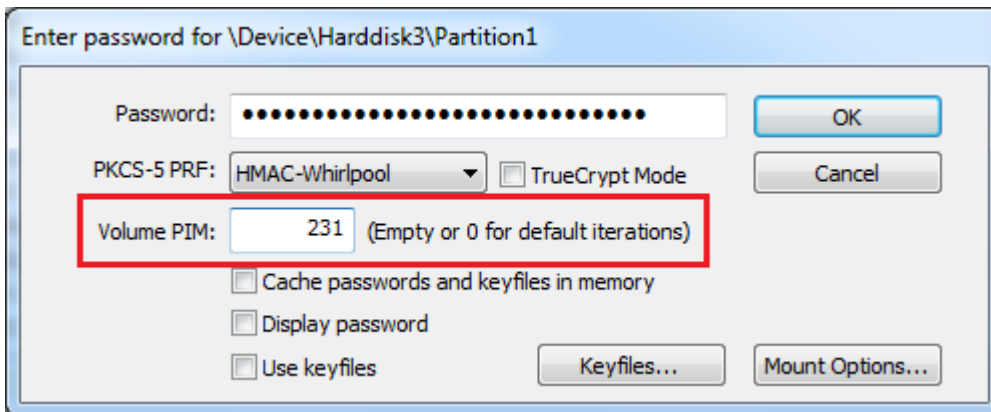 Enter password for \Device\Harddisk3\Partition1
Password: ••••••••••••••••••••••••••••• OK
PKCS-5 PRF: HMAC-Whirlpool TrueCrypt Mode Cancel
Volume PIM: 231 (Empty or 0 for default iterations)
Cache passwords and keyfiles in memory
Display password
Use keyfiles Keyfiles... Mount Options...